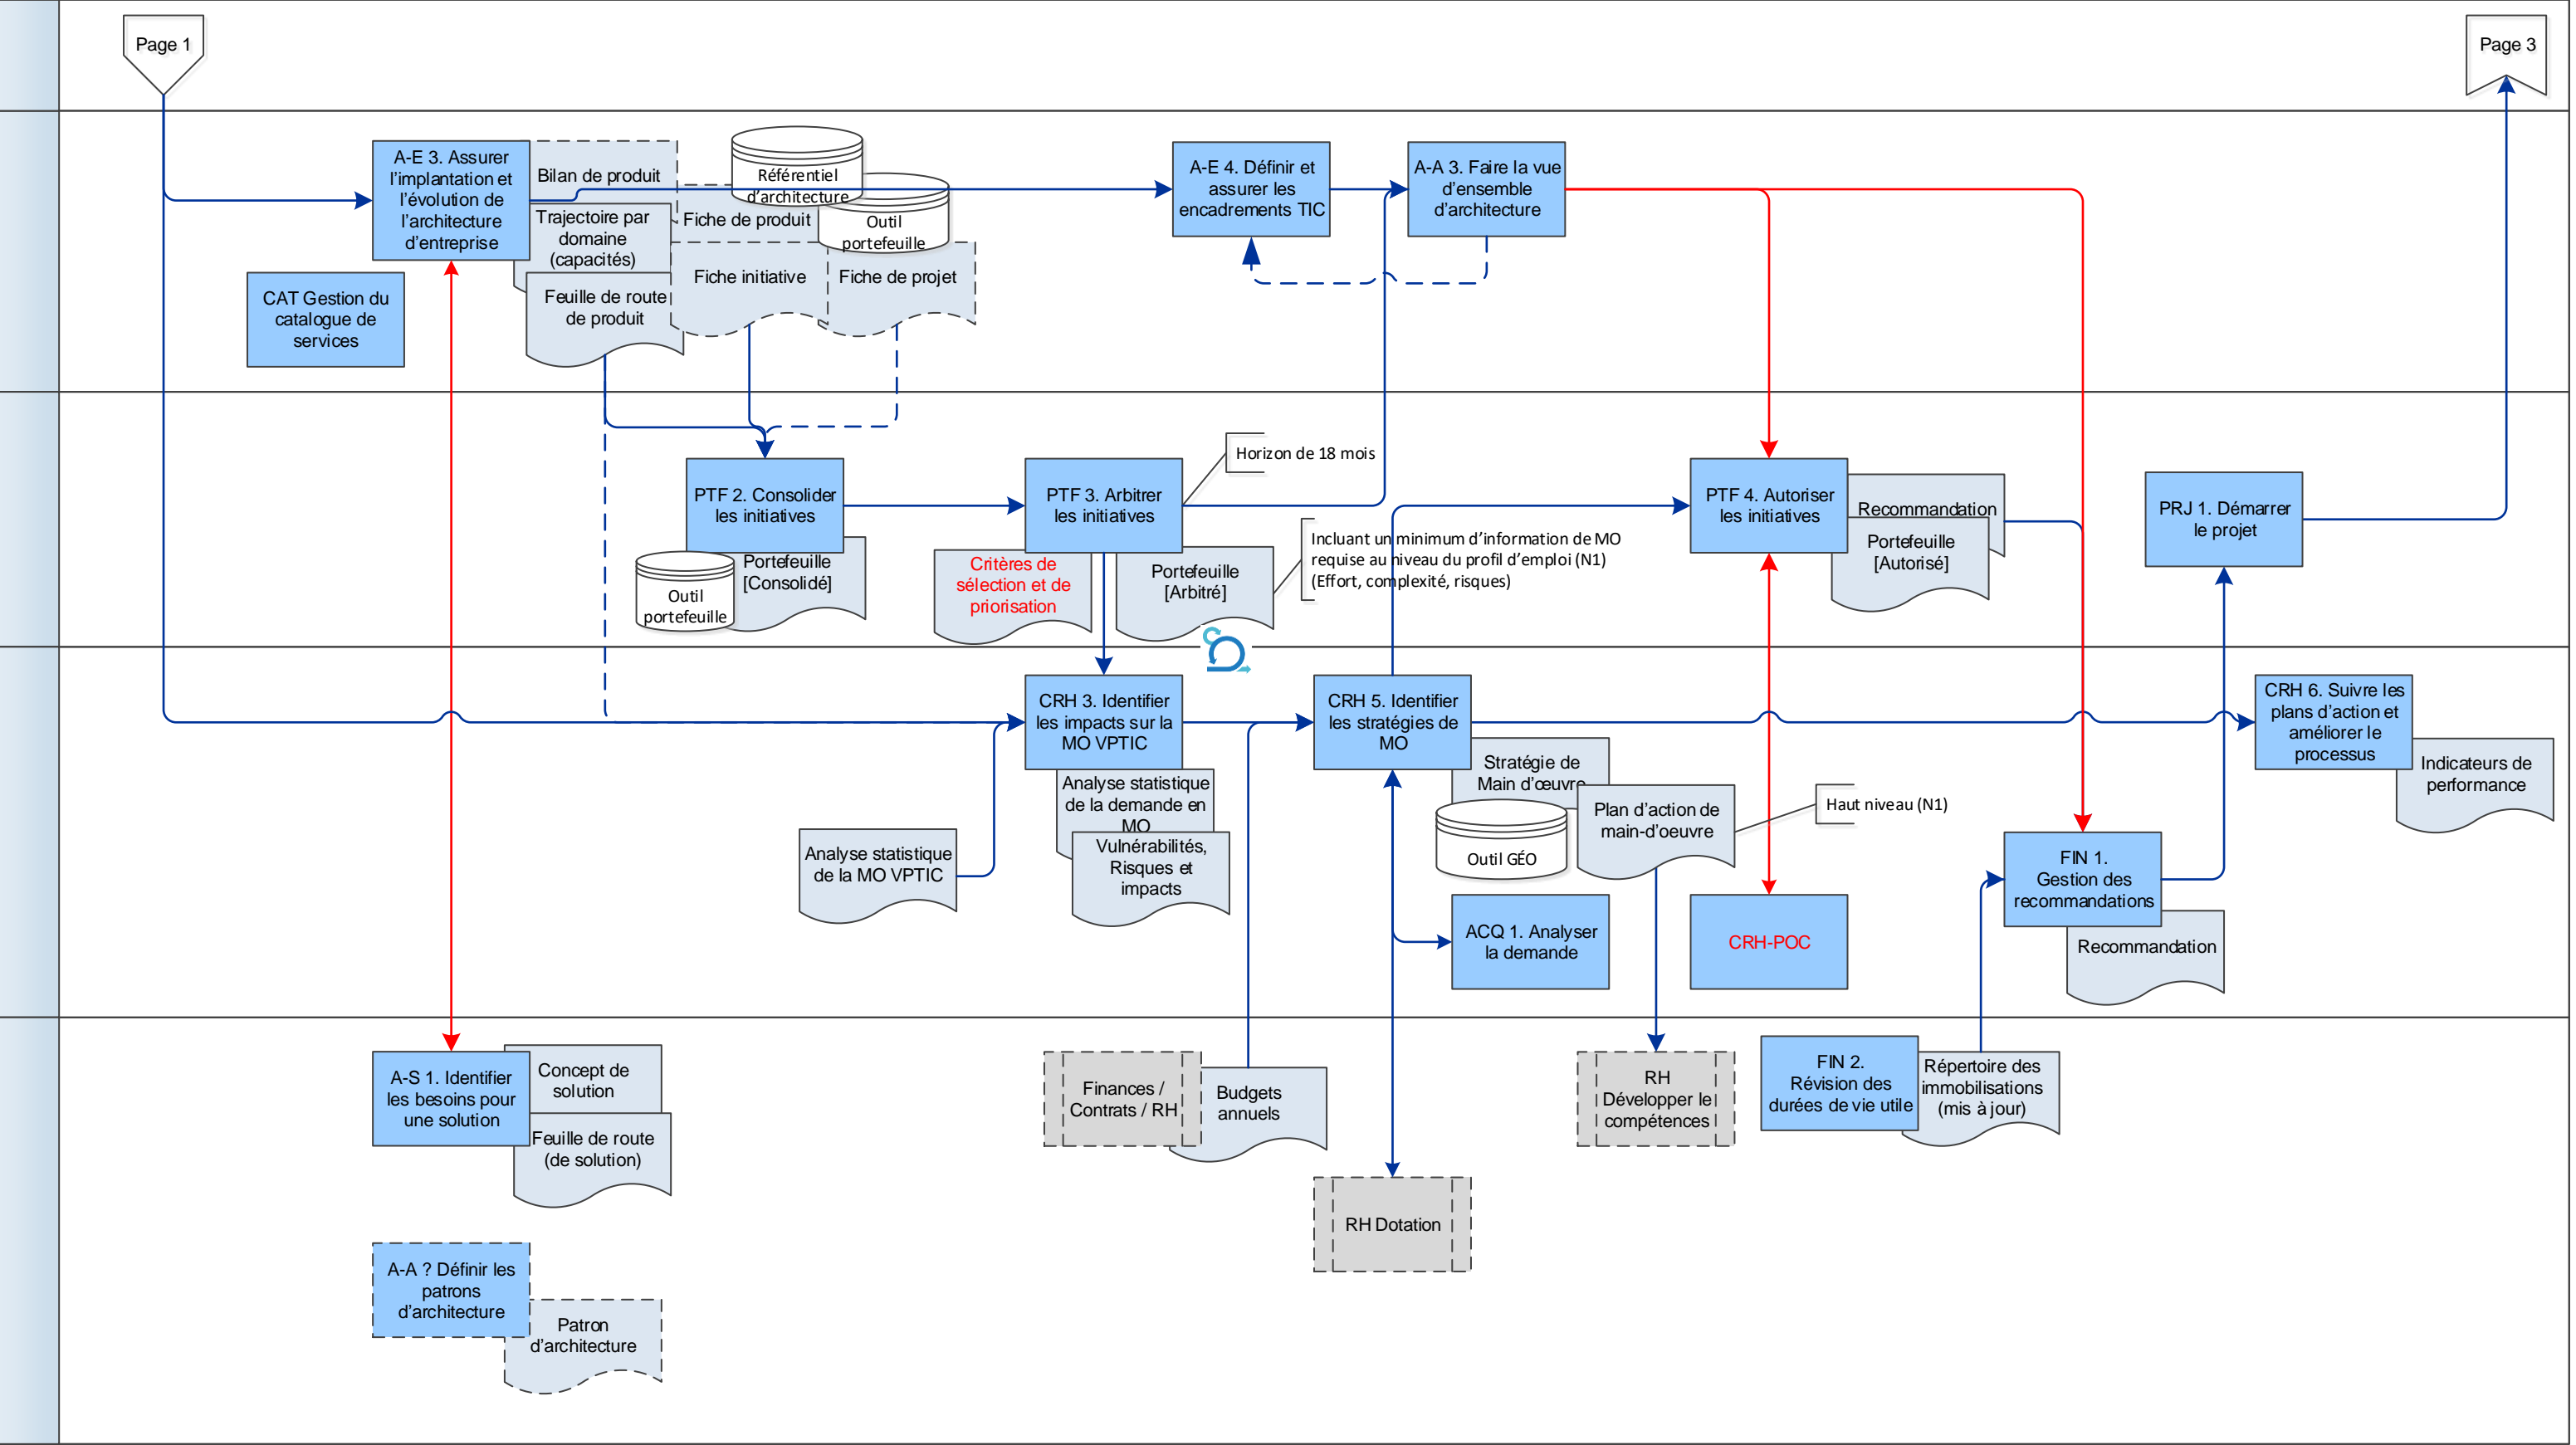 Page 1
Page 3
A-E 3. Assurer
l'implantation et
l'évolution de
l'architecture
d'entreprise
Bilan de produit
Référentiel
d'architecture
Fiche de produit
Outil
portefeuille
Trajectoire par
domaine
(capacités)
Feuille de route
de produit
Fiche initiative
Fiche de projet
CAT Gestion du
catalogue de
services
A-E 4. Définir et
assurer les
encadrements TIC
A-A 3. Faire la vue
d'ensemble
d'architecture
PTF 2. Consolider
les initiatives
Portefeuille
[Consolidé]
Outil
portefeuille
PTF 3. Arbitrer
les initiatives
Horizon de 18 mois
Critères de
sélection et de
priorisation
Portefeuille
[Arbitré]
Incluant un minimum d'information de MO
requise au niveau du profil d'emploi (N1)
(Effort, complexité, risques)
PTF 4. Autoriser
les initiatives
Recommandation
Portefeuille
[Autorisé]
PRJ 1. Démarrer
le projet
CRH 3. Identifier
les impacts sur la
MO VPTIC
Analyse statistique
de la demande en
MO
Vulnérabilités,
Risques et
impacts
Analyse statistique
de la MO VPTIC
CRH 5. Identifier
les stratégies de
MO
Stratégie de
Main d'œuvre
Outil GÉO
Plan d'action de
main-d'oeuvre
Haut niveau (N1)
ACQ 1. Analyser
la demande
CRH-POC
CRH 6. Suivre les
plans d'action et
améliorer le
processus
Indicateurs de
performance
FIN 1.
Gestion des
recommandations
Recommandation
A-S 1. Identifier
les besoins pour
une solution
Concept de
solution
Feuille de route
(de solution)
Finances /
Contrats / RH
Budgets
annuels
RH
Développer le
compétences
FIN 2.
Révision des
durées de vie utile
Répertoire des
immobilisations
(mis à jour)
RH Dotation
A-A ? Définir les
patrons
d'architecture
Patron
d'architecture